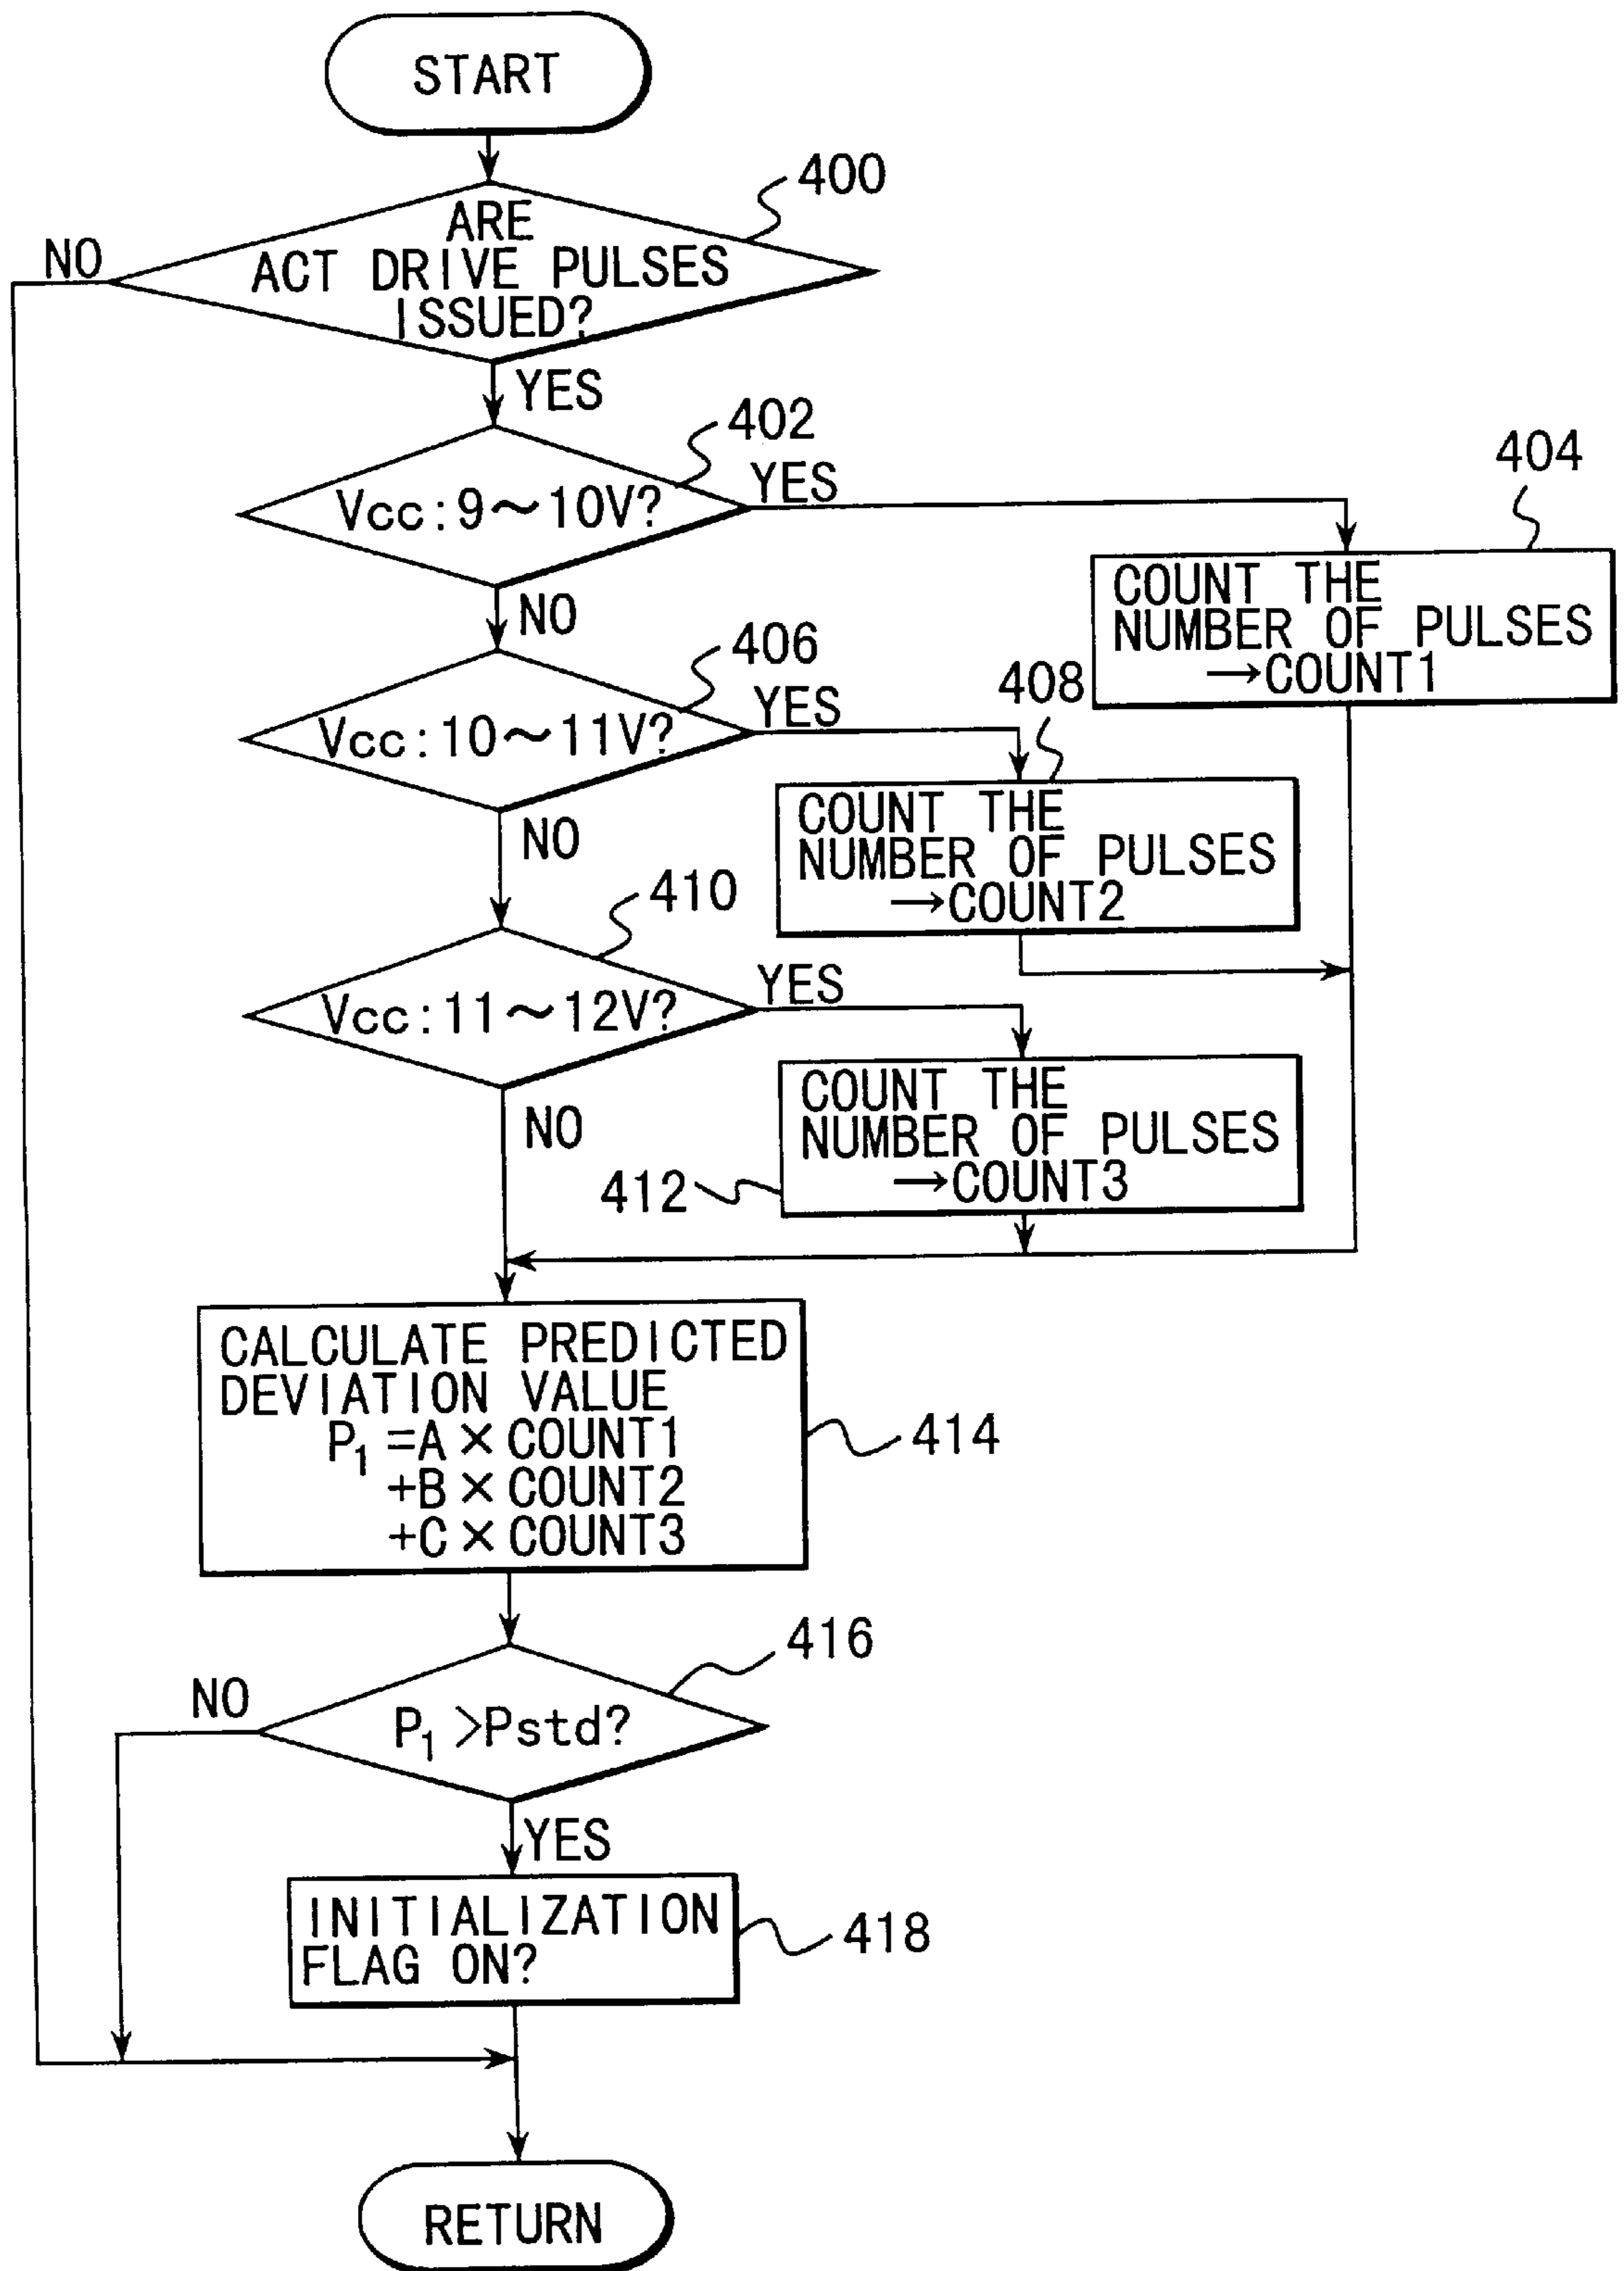 START
400
ARE
ACT DRIVE PULSES
ISSUED?
NO
YES
402
Vcc:9～10V?
YES
404
COUNT THE
NUMBER OF PULSES
→COUNT1
NO
406
Vcc:10～11V?
YES
408
COUNT THE
NUMBER OF PULSES
→COUNT2
NO
410
Vcc:11～12V?
YES
COUNT THE
NUMBER OF PULSES
→COUNT3
412
NO
CALCULATE PREDICTED
DEVIATION VALUE
P₁=A×COUNT1
+B×COUNT2
+C×COUNT3
414
416
NO
P₁>Pstd?
YES
INITIALIZATION
FLAG ON?
418
RETURN